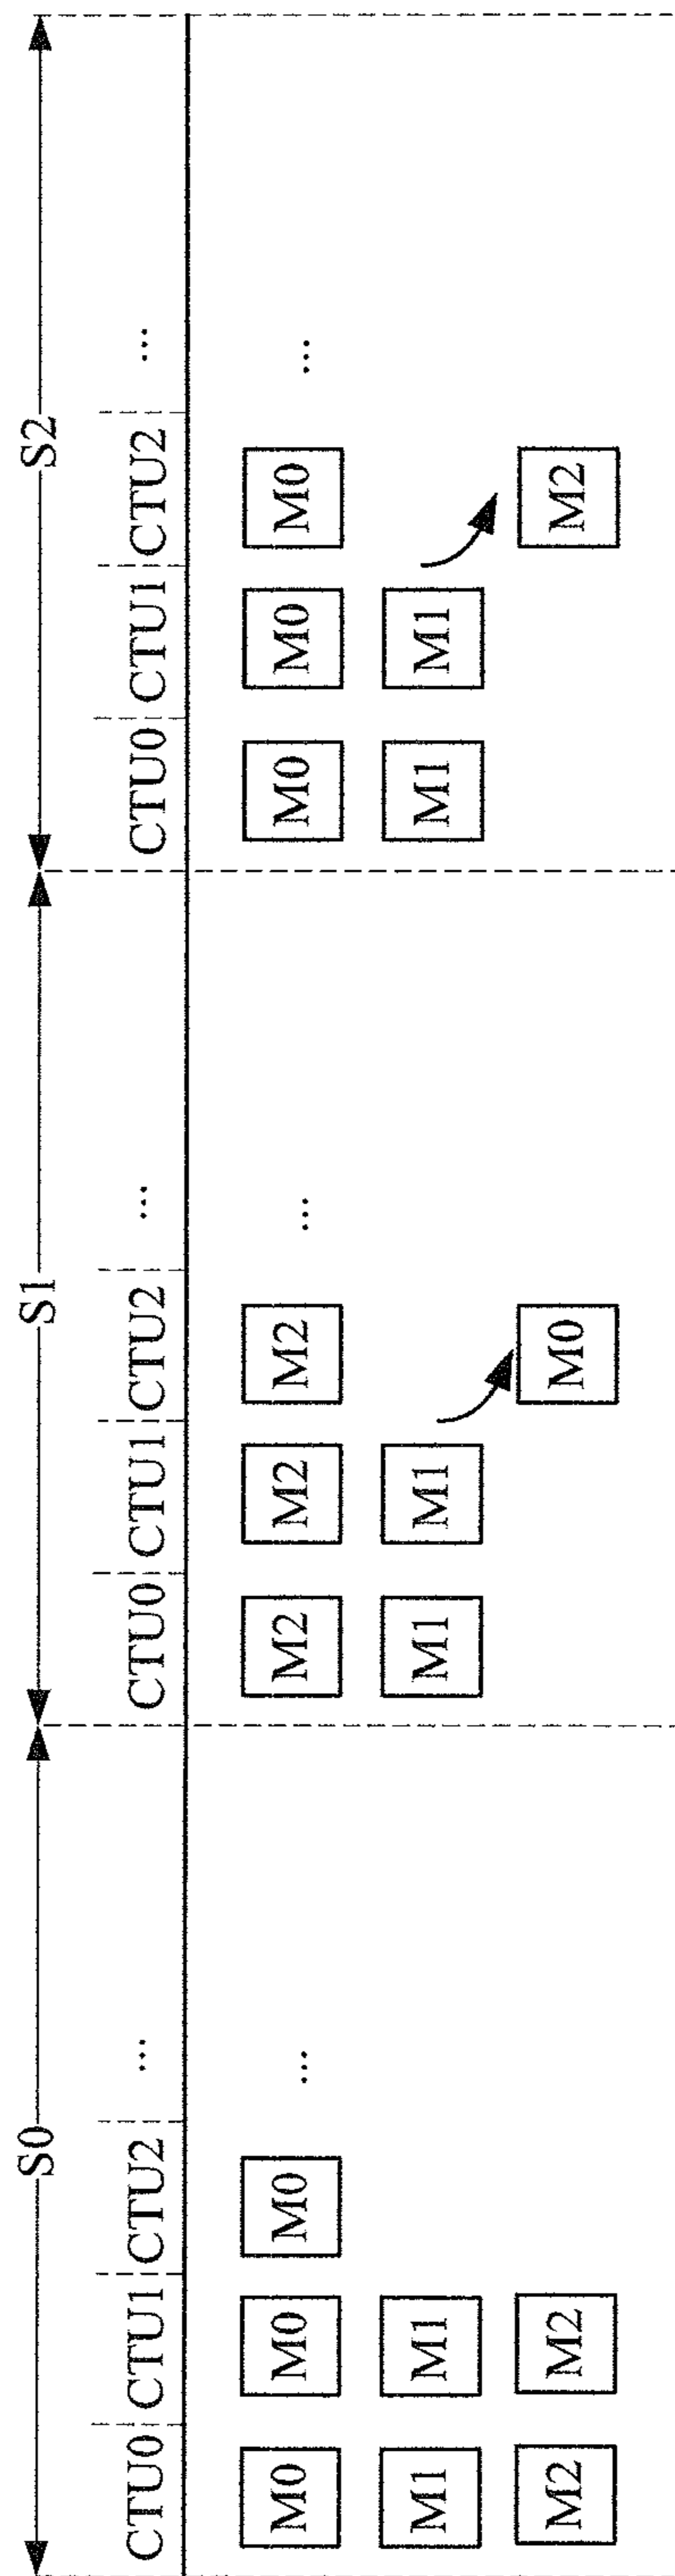 S0 S1 S2
CTU0 CTU1 CTU2 ... CTU0 CTU1 CTU2 ... CTU0 CTU1 CTU2 ...
M0 M0 M0 ... M2 M2 M2 ... M0 M0 M0 ...
M1 M1 M1 M1 M1 M1
M2 M2 M0 M2